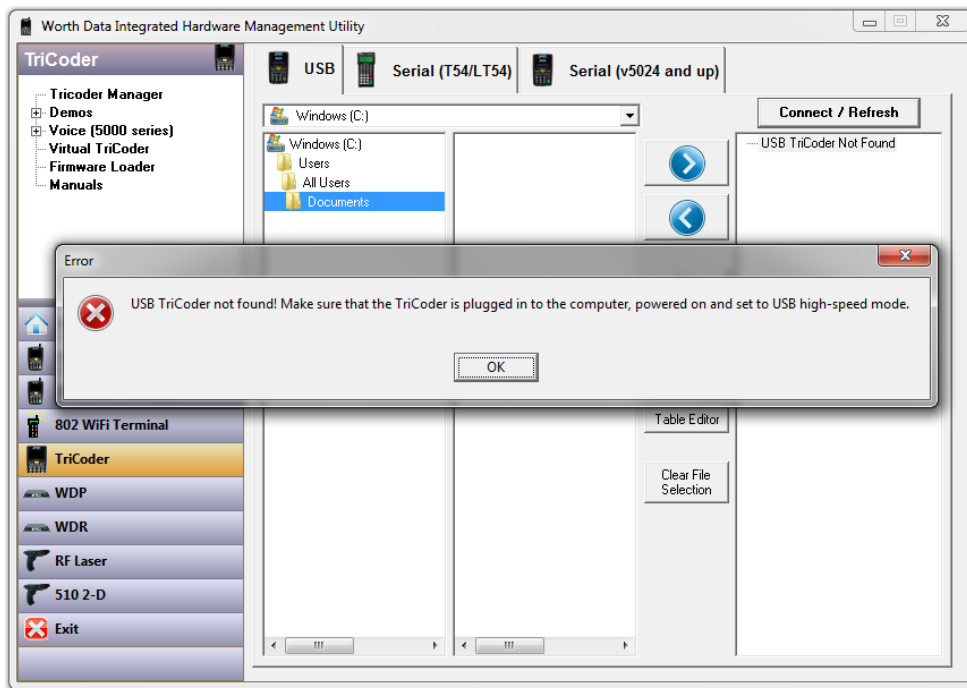 Worth Data Integrated Hardware Management Utility
TriCoder
Tricoder Manager
Demos
Voice (5000 series)
Virtual TriCoder
Firmware Loader
Manuals
USB
Serial (T54/LT54)
Serial (v5024 and up)
Windows (C:)
Connect / Refresh
Windows (C:)
Users
All Users
Documents
USB TriCoder Not Found
Error
USB TriCoder not found! Make sure that the TriCoder is plugged in to the computer, powered on and set to USB high-speed mode.
OK
802 WiFi Terminal
TriCoder
WDP
WDR
RF Laser
510 2-D
Exit
Table Editor
Clear File
Selection